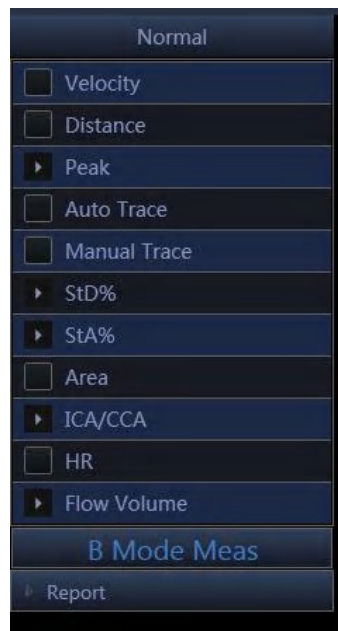 Normal
Velocity
Distance
Peak
Auto Trace
Manual Trace
StD%
StA%
Area
ICA/CCA
HR
Flow Volume
B Mode Meas
Report